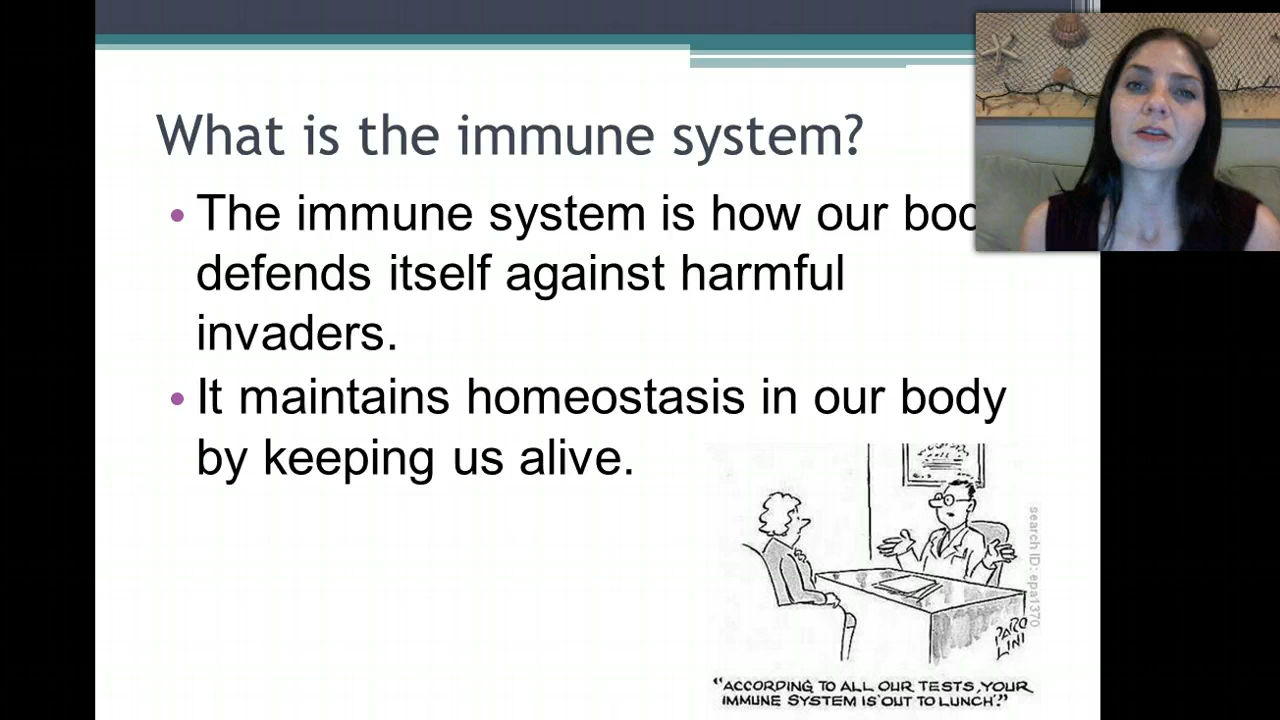 What is the immune system?
• The immune system is how our
defends itself against harmful
invaders.
• It maintains homeostasis in our body
by keeping us alive.
search ID: epa1370
PARO
LINI
"ACCORDING TO ALL OUR TESTS, YOUR
IMMUNE SYSTEM IS 'OUT TO LUNCH'."